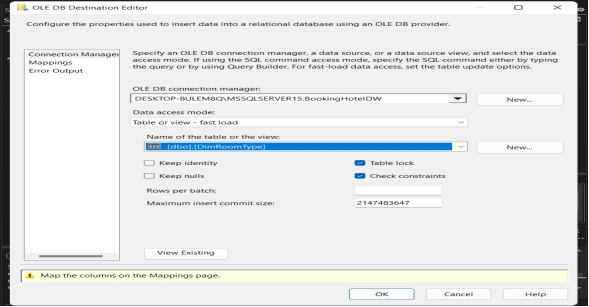 OLE DB Destination Editor
Configure the properties used to insert data into a relational database using an OLE DB provider.
Connection Manager
Mappings
Error Output
Specify an OLE DB connection manager, a data source, or a data source view, and select the data
access mode. If using the SQL command access mode, specify the SQL command either by typing
the query or by using Query Builder. For fast-load data access, set the table update options.
OLE DB connection manager:
DESKTOP-8ULEM8Q\MSSQLSERVER15.BookingHotelDW
New...
Data access mode:
Table or view - fast load
Name of the table or the view:
[dbo].[DimRoomType]
New...
Keep identity
Table lock
Keep nulls
Check constraints
Rows per batch:
Maximum insert commit size:
2147483647
View Existing
Map the columns on the Mappings page.
OK
Cancel
Help